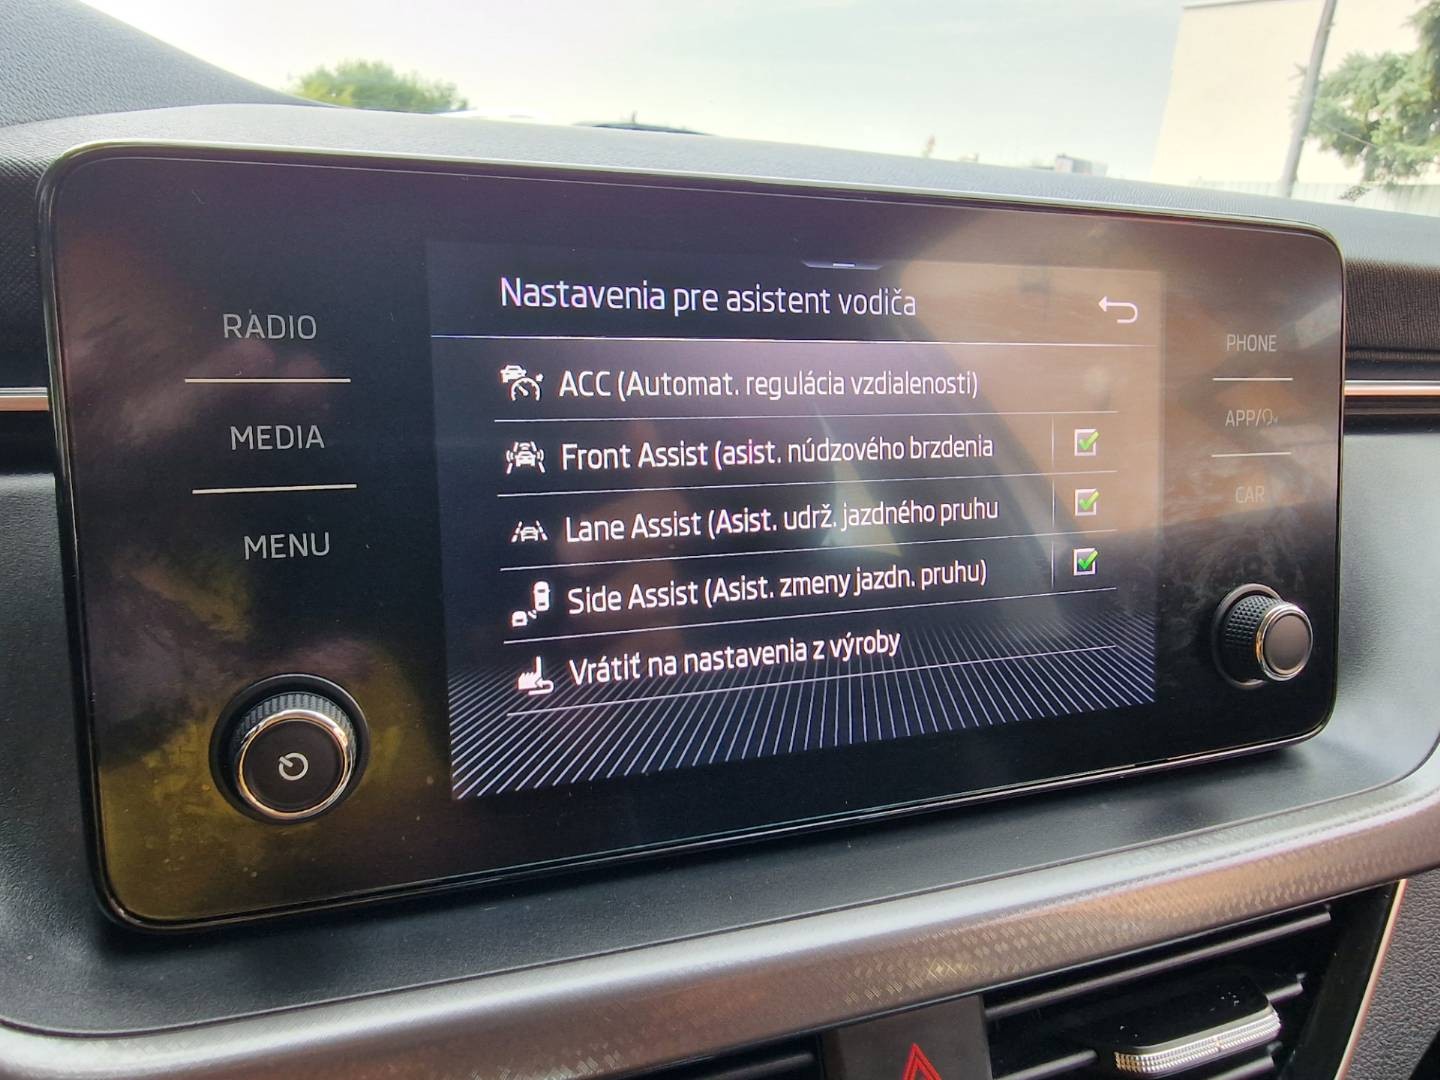 RADIO
MEDIA
MENU
Nastavenia pre asistent vodiča
ACC (Automat. regulácia vzdialenosti)
Front Assist (asist. núdzového brzdenia
Lane Assist (Asist. udrž. jazdného pruhu
Side Assist (Asist. zmeny jazdn. pruhu)
Vrátiť na nastavenia z výroby
PHONE
APP/
CAR